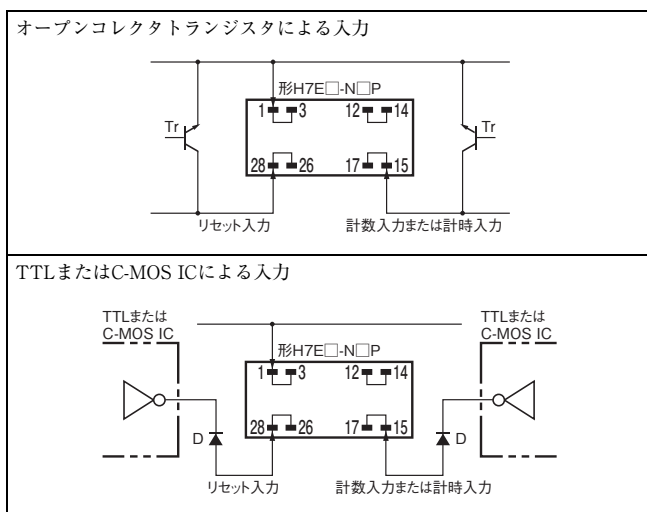 オープンコレクタトランジスタによる入力
形H7E□-N□P
1 3 12 14
Tr Tr
28 26 17 15
リセット入力 計数入力または計時入力
TTLまたはC-MOS ICによる入力
TTLまたは TTLまたは
C-MOS IC C-MOS IC
形H7E□-N□P
1 3 12 14
28 26 17 15
D D
リセット入力 計数入力または計時入力